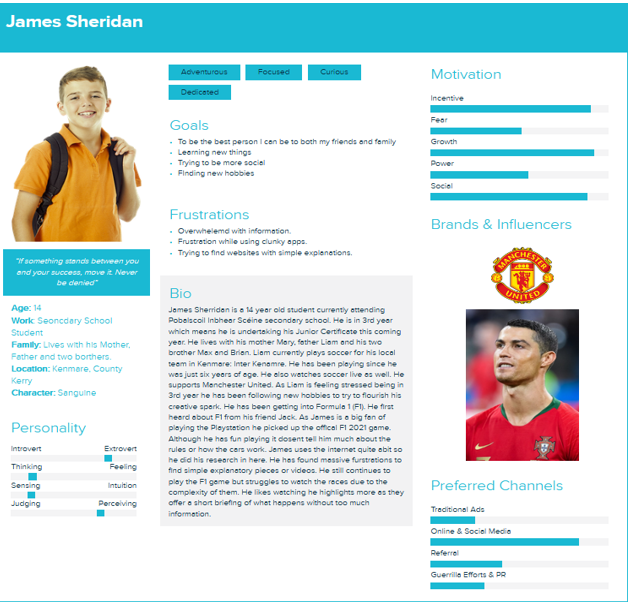 James Sheridan
"If something stands between you
and your success, move it. Never
be denied"
Age: 14
Work: Seoncdary School
Student
Family: Lives with his Mother,
Father and two borthers.
Location: Kenmare, County
Kerry
Character: Sanguine
Personality
Introvert Extrovert
Thinking Feeling
Sensing Intuition
Judging Perceiving
Adventurous Focused Curious
Dedicated
Goals
• To be the best person I can be to both my friends and family
• Learning new things
• Trying to be more social
• Finding new hobbies
Frustrations
• Overwhelemd with information.
• Frustration while using clunky apps.
• Trying to find websites with simple explanations.
Bio
James Sherridan is a 14 year old student currently attending
Pobalscoil Inbhear Scéine secondary school. He is in 3rd year
which means he is undertaking his Junior Certificate this coming
year. He lives with his mother Mary, father Liam and his two
brother Max and Brian. Liam currently plays soccer for his local
team in Kenmare: Inter Kenamre. He has been playing since he
was just six years of age. He also watches soccer live as well. He
supports Manchester United. As Liam is feeling stressed being in
3rd year he has been following new hobbies to try to flourish his
creative spark. He has been getting into Formula 1 (F1). He first
heard about F1 from his friend Jack. As James is a big fan of
playing the Playstation he picked up the offical F1 2021 game.
Although he has fun playing it dosent tell him much about the
rules or how the cars work. James uses the internet quite abit so
he did his research in here. He has found massive furstrations to
find simple explanatory pieces or videos. He still continues to
play the F1 game but struggles to watch the races due to the
complexity of them. He likes watching he highlights more as they
offer a short briefing of what happens without too much
information.
Motivation
Incentive
Fear
Growth
Power
Social
Brands & Influencers
MANCHESTER
UNITED
Preferred Channels
Traditional Ads
Online & Social Media
Referral
Guerrilla Efforts & PR